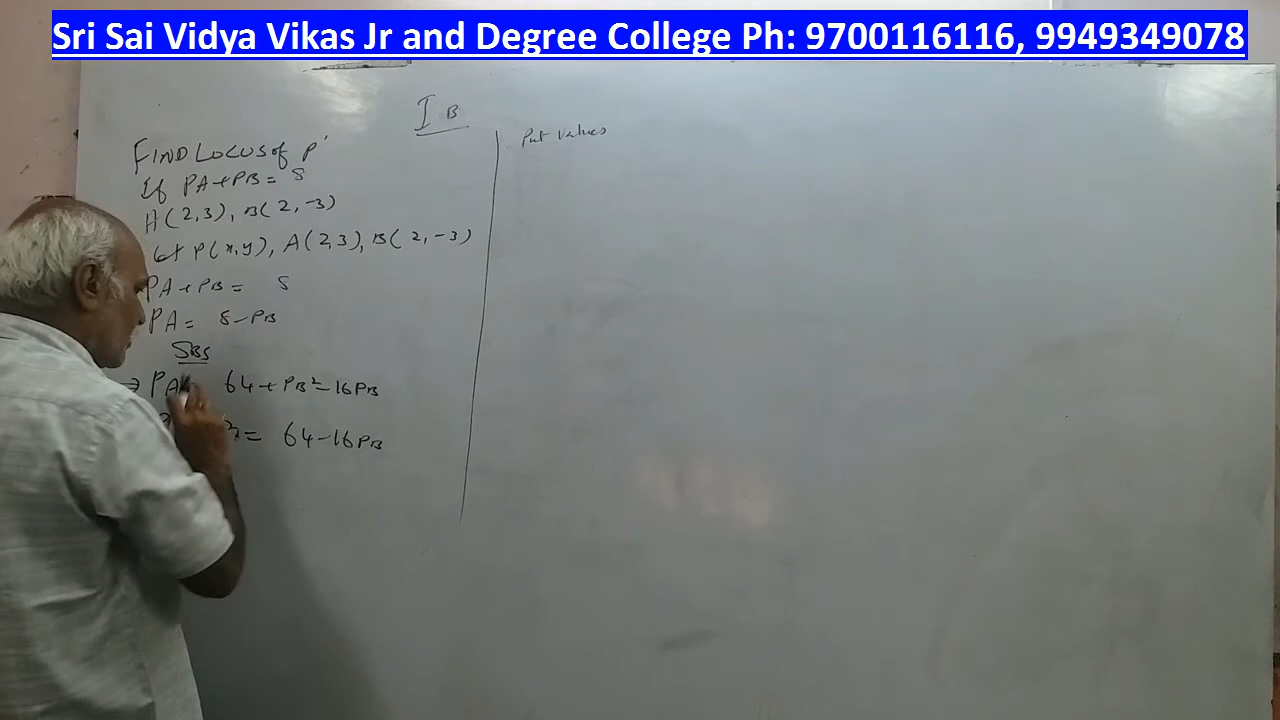 Sri Sai Vidya Vikas Jr and Degree College Ph: 9700116116, 9949349078
I B
FIND LOCUS of P'
If PA+PB = 8
A(2,3), B(2,-3)
Let P(x,y), A(2,3), B(2,-3)
PA+PB = 8
PA = 8-PB
SBS
⇒ PA 64+PB²-16PB
= 64-16PB
Put values